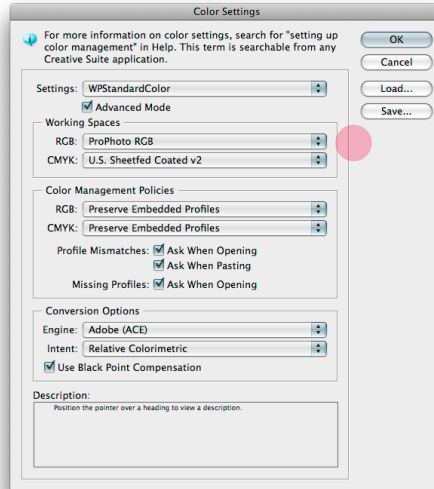 Color Settings
For more information on color settings, search for "setting up
color management" in Help. This term is searchable from any
Creative Suite application.
OK
Cancel
Load...
Save...
Settings: WPStandardColor
Advanced Mode
Working Spaces
RGB: ProPhoto RGB
CMYK: U.S. Sheetfed Coated v2
Color Management Policies
RGB: Preserve Embedded Profiles
CMYK: Preserve Embedded Profiles
Profile Mismatches: Ask When Opening
Ask When Pasting
Missing Profiles: Ask When Opening
Conversion Options
Engine: Adobe (ACE)
Intent: Relative Colorimetric
Use Black Point Compensation
Description:
Position the pointer over a heading to view a description.